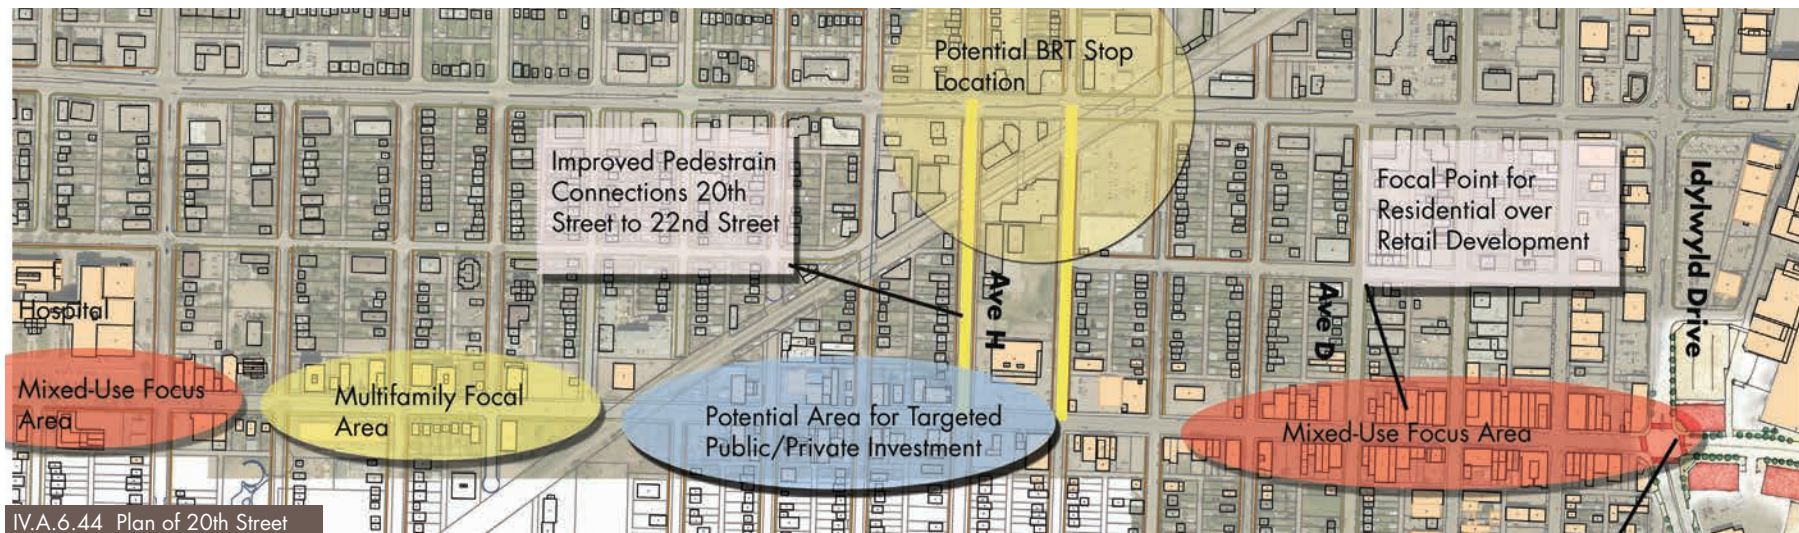 Potential BRT Stop
Location
Improved Pedestrain
Connections 20th
Street to 22nd Street
Focal Point for
Residential over
Retail Development
Idylwyld Drive
Ave H
Ave D
Hospital
Mixed-Use Focus
Area
Multifamily Focal
Area
Potential Area for Targeted
Public/Private Investment
Mixed-Use Focus Area
IV.A.6.44 Plan of 20th Street